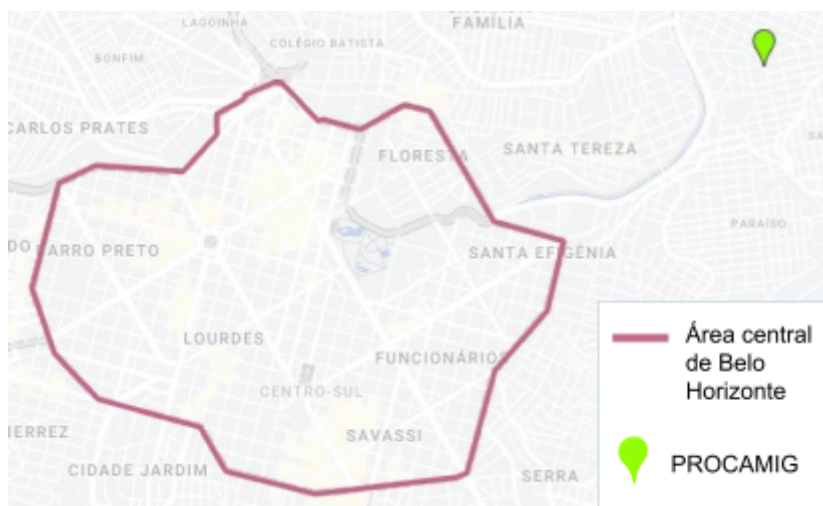 LAGOINHA
FAMÍLIA
COLÉGIO BATISTA
BONFIM
CARLOS PRATES
FLORESTA
SANTA TEREZA
PARAÍSO
BARRO PRETO
SANTA EFIGÊNIA
LOURDES
FUNCIONÁRIOS
CENTRO-SUL
SAVASSI
CIDADE JARDIM
SERRA
Área central
de Belo
Horizonte
PROCAMIG